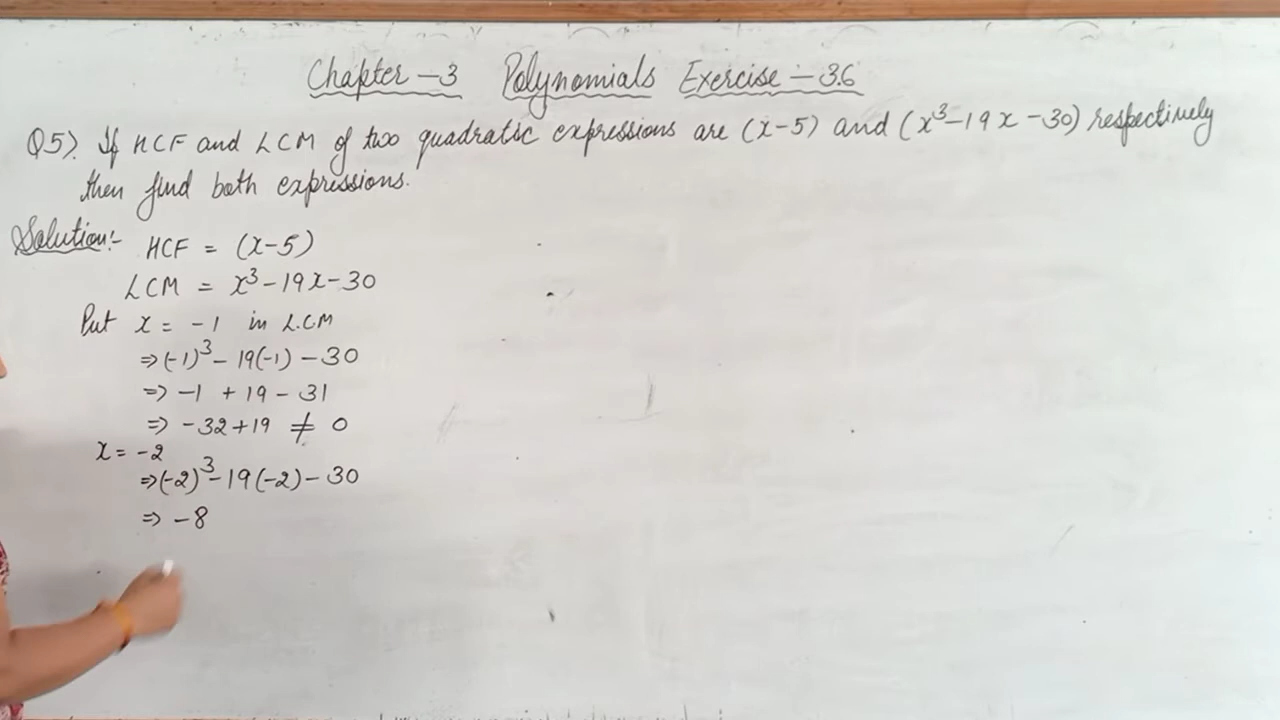 Chapter-3 Polynomials Exercise-3.6
Q5). If HCF and LCM of two quadratic expressions are (x-5) and (x³-19x-30) respectively
then find both expressions.
Solution:- HCF = (x-5)
LCM = x³-19x-30
Put x = -1 in L.C.M
⇒(-1)³- 19(-1) -30
⇒ -1 +19 - 31
⇒ -32+19 ≠ 0
x = -2
⇒(-2)³-19(-2)-30
⇒ -8